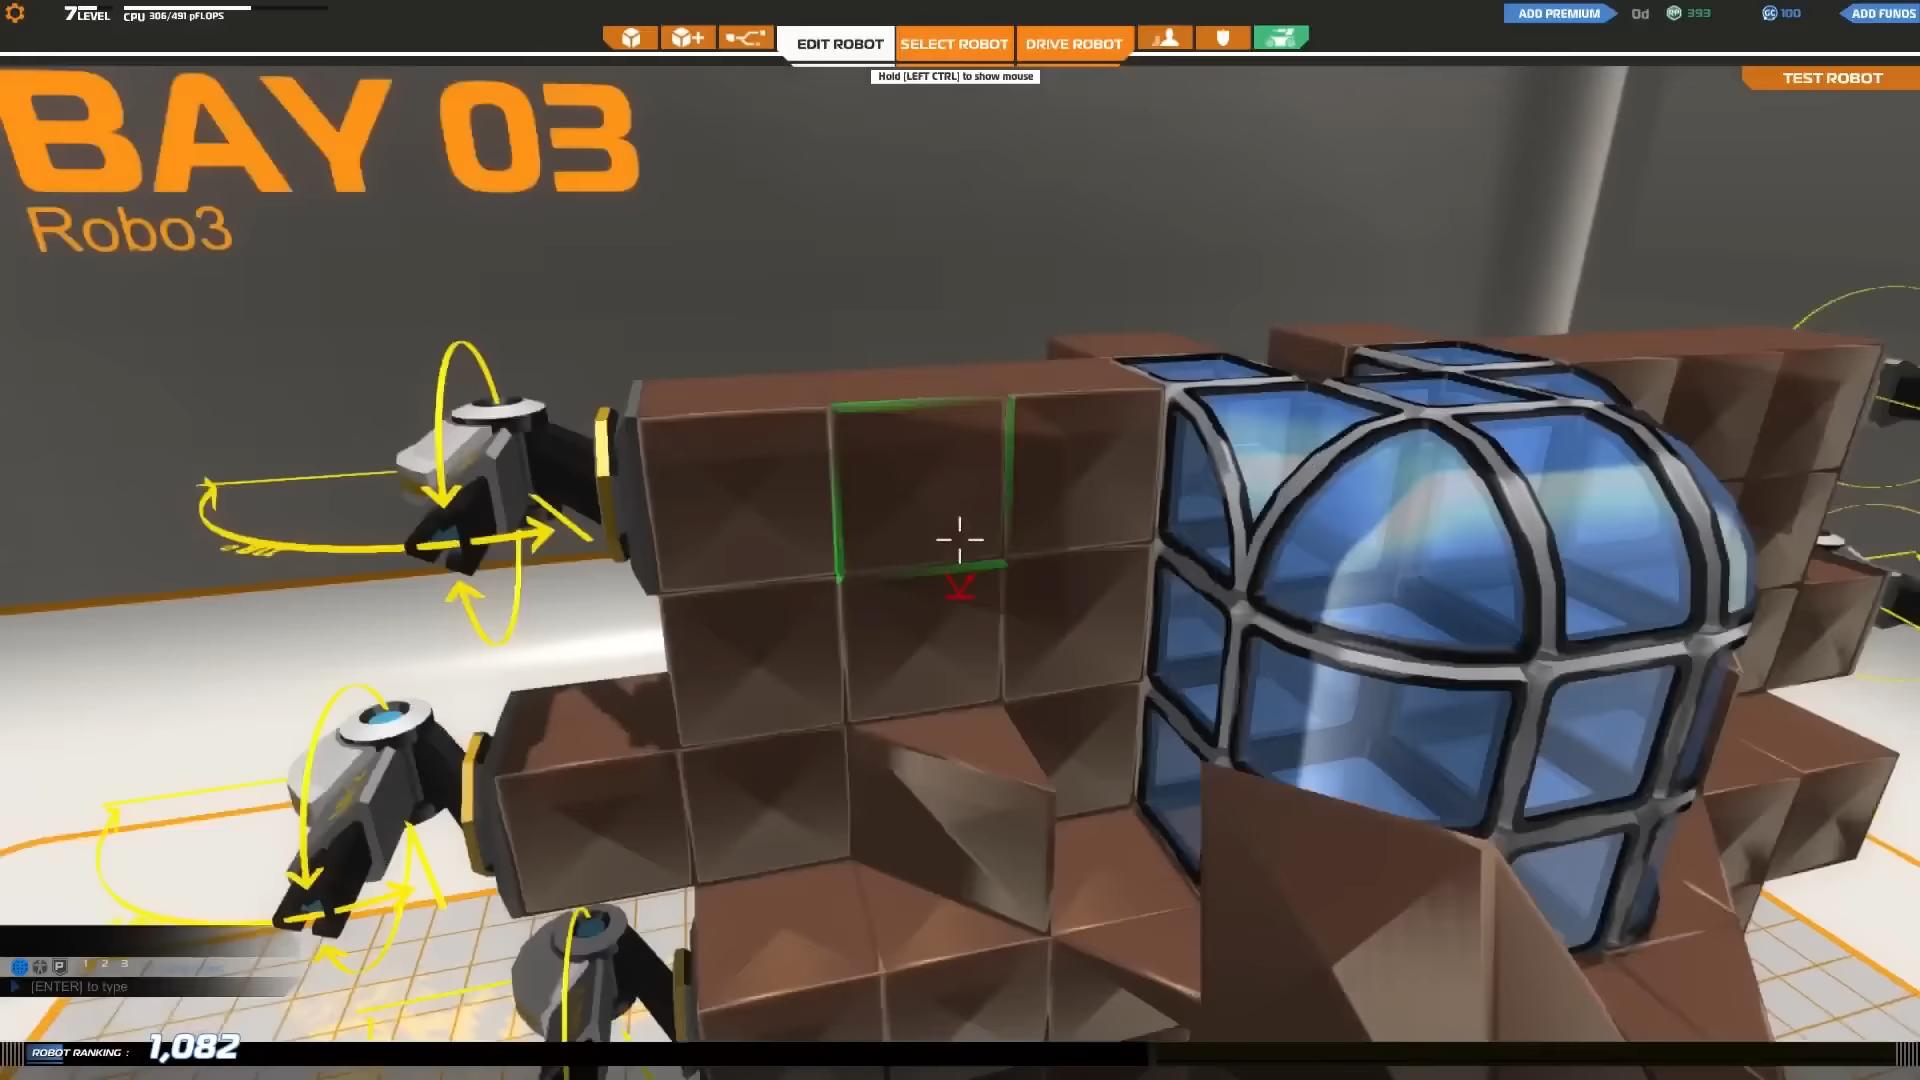 7 LEVEL CPU 306/491 pFLOPS
EDIT ROBOT SELECT ROBOT DRIVE ROBOT
ADD PREMIUM 0d RP 393 GC 100 ADD FUNDS
Hold [LEFT CTRL] to show mouse
TEST ROBOT
BAY 03
Robo3
P 1 2 3
[ENTER] to type
ROBOT RANKING : 1,082